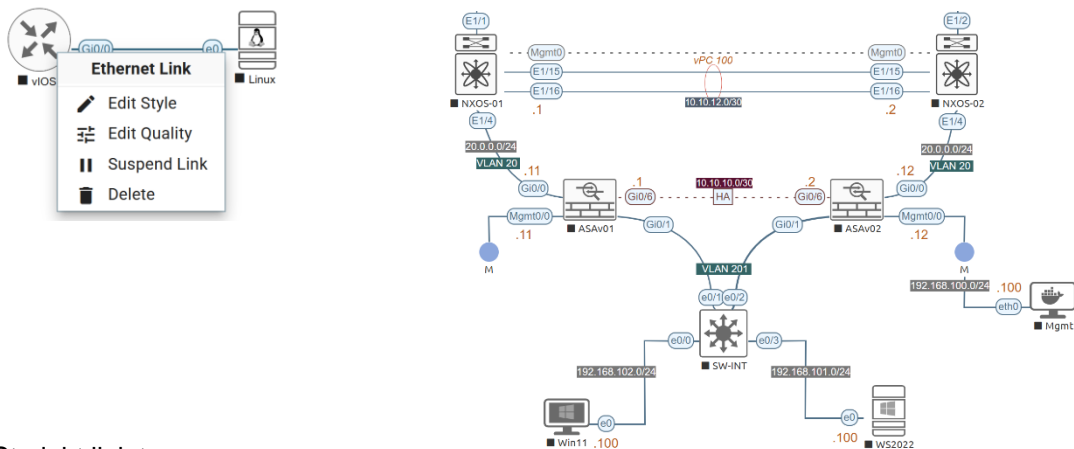 Gi0/0
e0
vIOS
Linux
Ethernet Link
Edit Style
Edit Quality
Suspend Link
Delete
E1/1
E1/2
Mgmt0
vPC 100
Mgmt0
E1/15
E1/15
E1/16
E1/16
NXOS-01
10.10.12.0/30
NXOS-02
.1
.2
E1/4
E1/4
20.0.0.0/24
20.0.0.0/24
VLAN 20
VLAN 20
.11
.12
.1
10.10.10.0/30
.2
Gi0/0
Gi0/6
HA
Gi0/6
Gi0/0
Mgmt0/0
ASAv01
Gi0/1
Gi0/1
ASAv02
Mgmt0/0
.11
.12
M
VLAN 201
M
192.168.100.0/24
.100
e0/1
e0/2
eth0
Mgmt
e0/0
e0/3
SW-INT
192.168.102.0/24
192.168.101.0/24
e0
e0
Win11
.100
.100
WS2022